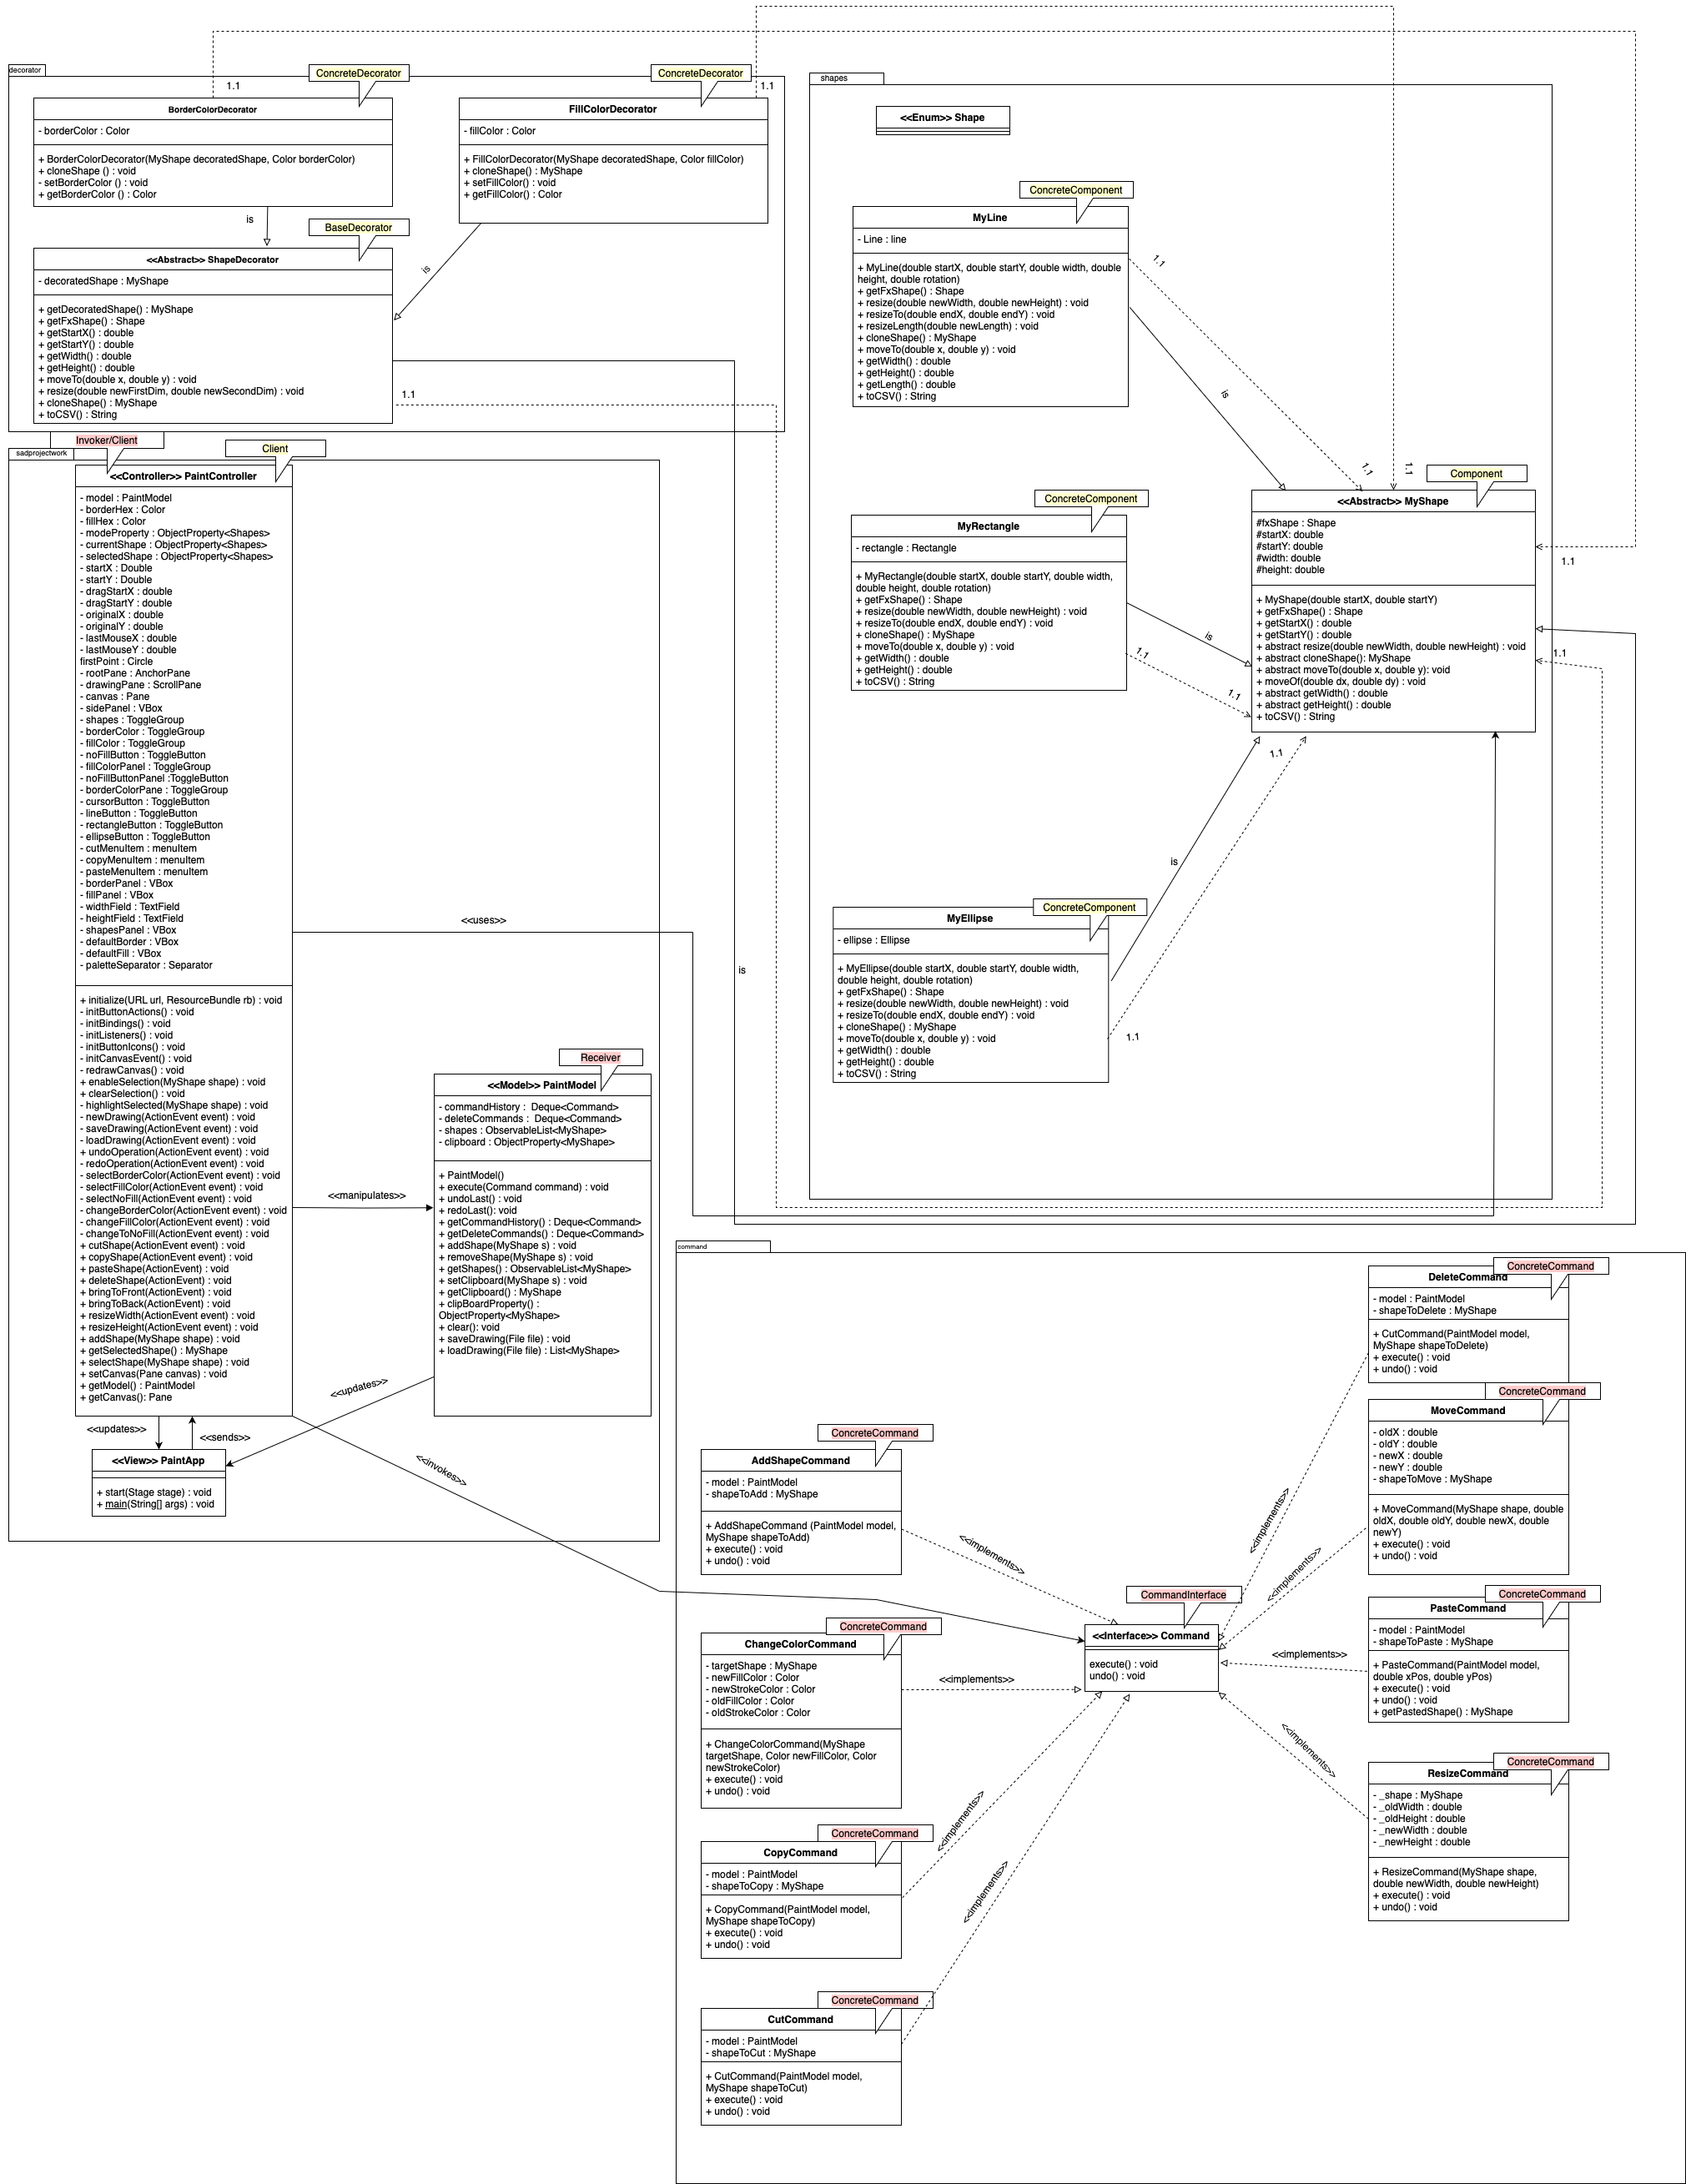 decorator
ConcreteDecorator
ConcreteDecorator
1.1
1.1
BorderColorDecorator
- borderColor : Color
+ BorderColorDecorator(MyShape decoratedShape, Color borderColor)
+ cloneShape () : void
- setBorderColor () : void
+ getBorderColor () : Color
FillColorDecorator
- fillColor : Color
+ FillColorDecorator(MyShape decoratedShape, Color fillColor)
+ cloneShape() : MyShape
+ setFillColor() : void
+ getFillColor() : Color
is
is
BaseDecorator
<<Abstract>> ShapeDecorator
- decoratedShape : MyShape
+ getDecoratedShape() : MyShape
+ getFxShape() : Shape
+ getStartX() : double
+ getStartY() : double
+ getWidth() : double
+ getHeight() : double
+ moveTo(double x, double y) : void
+ resize(double newFirstDim, double newSecondDim) : void
+ cloneShape() : MyShape
+ toCSV() : String
1.1
shapes
<<Enum>> Shape
ConcreteComponent
MyLine
- Line : line
+ MyLine(double startX, double startY, double width, double
height, double rotation)
+ getFxShape() : Shape
+ resize(double newWidth, double newHeight) : void
+ resizeTo(double endX, double endY) : void
+ resizeLength(double newLength) : void
+ cloneShape() : MyShape
+ moveTo(double x, double y) : void
+ getWidth() : double
+ getHeight() : double
+ getLength() : double
+ toCSV() : String
1.1
is
1.1
1.1
Component
<<Abstract>> MyShape
#fxShape : Shape
#startX: double
#startY: double
#width: double
#height: double
+ MyShape(double startX, double startY)
+ getFxShape() : Shape
+ getStartX() : double
+ getStartY() : double
+ abstract resize(double newWidth, double newHeight) : void
+ abstract cloneShape(): MyShape
+ abstract moveTo(double x, double y): void
+ moveOf(double dx, double dy) : void
+ abstract getWidth() : double
+ abstract getHeight() : double
+ toCSV() : String
1.1
1.1
ConcreteComponent
MyRectangle
- rectangle : Rectangle
+ MyRectangle(double startX, double startY, double width,
double height, double rotation)
+ getFxShape() : Shape
+ resize(double newWidth, double newHeight) : void
+ resizeTo(double endX, double endY) : void
+ cloneShape() : MyShape
+ moveTo(double x, double y) : void
+ getWidth() : double
+ getHeight() : double
+ toCSV() : String
is
1.1
1.1
1.1
is
ConcreteComponent
MyEllipse
- ellipse : Ellipse
+ MyEllipse(double startX, double startY, double width,
double height, double rotation)
+ getFxShape() : Shape
+ resize(double newWidth, double newHeight) : void
+ resizeTo(double endX, double endY) : void
+ cloneShape() : MyShape
+ moveTo(double x, double y) : void
+ getWidth() : double
+ getHeight() : double
+ toCSV() : String
1.1
sadprojectwork
Invoker/Client
Client
<<Controller>> PaintController
- model : PaintModel
- borderHex : Color
- fillHex : Color
- modeProperty : ObjectProperty<Shapes>
- currentShape : ObjectProperty<Shapes>
- selectedShape : ObjectProperty<Shapes>
- startX : Double
- startY : Double
- dragStartX : double
- dragStartY : double
- originalX : double
- originalY : double
- lastMouseX : double
- lastMouseY : double
firstPoint : Circle
- rootPane : AnchorPane
- drawingPane : ScrollPane
- canvas : Pane
- sidePanel : VBox
- shapes : ToggleGroup
- borderColor : ToggleGroup
- fillColor : ToggleGroup
- noFillButton : ToggleButton
- fillColorPanel : ToggleGroup
- noFillButtonPanel :ToggleButton
- borderColorPane : ToggleGroup
- cursorButton : ToggleButton
- lineButton : ToggleButton
- rectangleButton : ToggleButton
- ellipseButton : ToggleButton
- cutMenuItem : menuItem
- copyMenuItem : menuItem
- pasteMenuItem : menuItem
- borderPanel : VBox
- fillPanel : VBox
- widthField : TextField
- heightField : TextField
- shapesPanel : VBox
- defaultBorder : VBox
- defaultFill : VBox
- paletteSeparator : Separator
+ initialize(URL url, ResourceBundle rb) : void
- initButtonActions() : void
- initBindings() : void
- initListeners() : void
- initButtonIcons() : void
- initCanvasEvent() : void
- redrawCanvas() : void
+ enableSelection(MyShape shape) : void
+ clearSelection() : void
- highlightSelected(MyShape shape) : void
- newDrawing(ActionEvent event) : void
- saveDrawing(ActionEvent event) : void
- loadDrawing(ActionEvent event) : void
+ undoOperation(ActionEvent event) : void
- redoOperation(ActionEvent event) : void
- selectBorderColor(ActionEvent event) : void
- selectFillColor(ActionEvent event) : void
- selectNoFill(ActionEvent event) : void
- changeBorderColor(ActionEvent event) : void
- changeFillColor(ActionEvent event) : void
- changeToNoFill(ActionEvent event) : void
+ cutShape(ActionEvent event) : void
+ copyShape(ActionEvent event) : void
+ pasteShape(ActionEvent) : void
+ deleteShape(ActionEvent) : void
+ bringToFront(ActionEvent) : void
+ bringToBack(ActionEvent) : void
+ resizeWidth(ActionEvent event) : void
+ resizeHeight(ActionEvent event) : void
+ addShape(MyShape shape) : void
+ getSelectedShape() : MyShape
+ selectShape(MyShape shape) : void
+ setCanvas(Pane canvas) : void
+ getModel() : PaintModel
+ getCanvas(): Pane
<<uses>>
is
<<manipulates>>
Receiver
<<Model>> PaintModel
- commandHistory :  Deque<Command>
- deleteCommands :  Deque<Command>
- shapes : ObservableList<MyShape>
- clipboard : ObjectProperty<MyShape>
+ PaintModel()
+ execute(Command command) : void
+ undoLast() : void
+ redoLast(): void
+ getCommandHistory() : Deque<Command>
+ getDeleteCommands() : Deque<Command>
+ addShape(MyShape s) : void
+ removeShape(MyShape s) : void
+ getShapes() : ObservableList<MyShape>
+ setClipboard(MyShape s) : void
+ getClipboard() : MyShape
+ clipBoardProperty() :
ObjectProperty<MyShape>
+ clear(): void
+ saveDrawing(File file) : void
+ loadDrawing(File file) : List<MyShape>
<<updates>>
<<updates>>
<<sends>>
<<View>> PaintApp
+ start(Stage stage) : void
+ main(String[] args) : void
<<invokes>>
command
ConcreteCommand
DeleteCommand
- model : PaintModel
- shapeToDelete : MyShape
+ CutCommand(PaintModel model,
MyShape shapeToDelete)
+ execute() : void
+ undo() : void
ConcreteCommand
MoveCommand
- oldX : double
- oldY : double
- newX : double
- newY : double
- shapeToMove : MyShape
+ MoveCommand(MyShape shape, double
oldX, double oldY, double newX, double
newY)
+ execute() : void
+ undo() : void
ConcreteCommand
AddShapeCommand
- model : PaintModel
- shapeToAdd : MyShape
+ AddShapeCommand (PaintModel model,
MyShape shapeToAdd)
+ execute() : void
+ undo() : void
<<implements>>
<<implements>>
<<implements>>
CommandInterface
<<Interface>> Command
execute() : void
undo() : void
ConcreteCommand
PasteCommand
- model : PaintModel
- shapeToPaste : MyShape
+ PasteCommand(PaintModel model,
double xPos, double yPos)
+ execute() : void
+ undo() : void
+ getPastedShape() : MyShape
<<implements>>
ConcreteCommand
ChangeColorCommand
- targetShape : MyShape
- newFillColor : Color
- newStrokeColor : Color
- oldFillColor : Color
- oldStrokeColor : Color
+ ChangeColorCommand(MyShape
targetShape, Color newFillColor, Color
newStrokeColor)
+ execute() : void
+ undo() : void
<<implements>>
<<implements>>
ConcreteCommand
ResizeCommand
- _shape : MyShape
- _oldWidth : double
- _oldHeight : double
- _newWidth : double
- _newHeight : double
+ ResizeCommand(MyShape shape,
double newWidth, double newHeight)
+ execute() : void
+ undo() : void
ConcreteCommand
CopyCommand
- model : PaintModel
- shapeToCopy : MyShape
+ CopyCommand(PaintModel model,
MyShape shapeToCopy)
+ execute() : void
+ undo() : void
<<implements>>
<<implements>>
ConcreteCommand
CutCommand
- model : PaintModel
- shapeToCut : MyShape
+ CutCommand(PaintModel model,
MyShape shapeToCut)
+ execute() : void
+ undo() : void